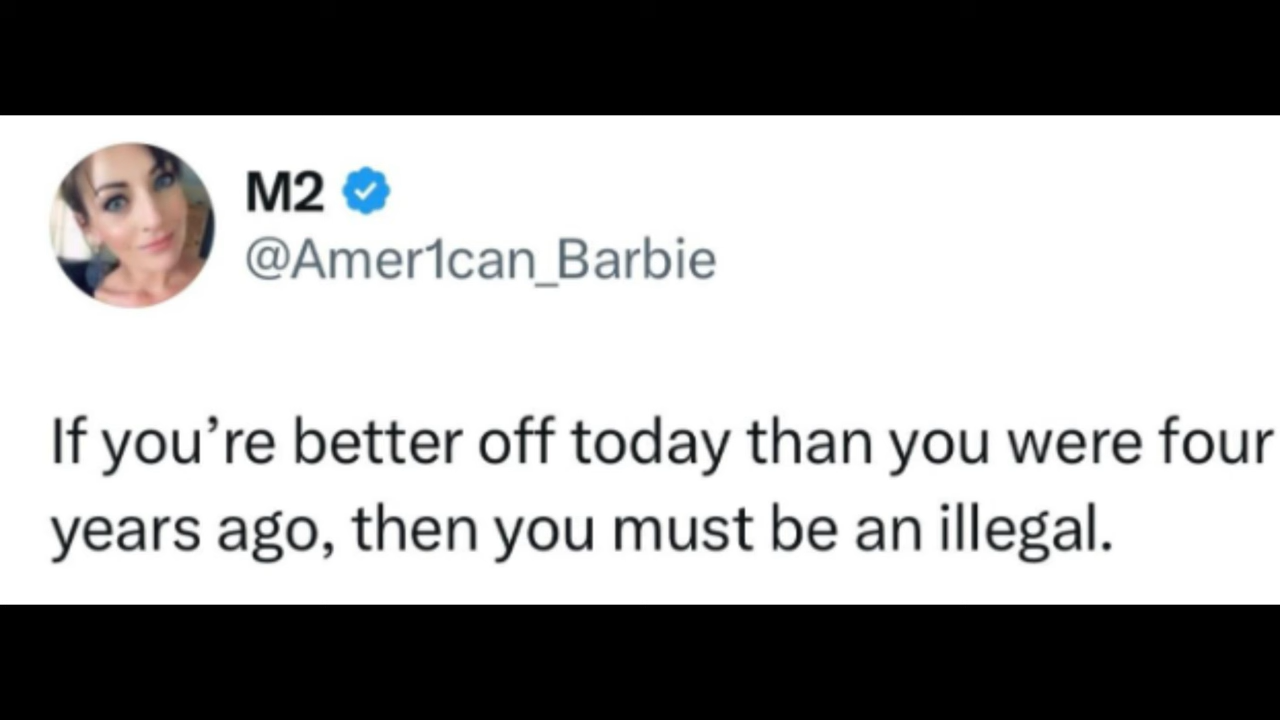 M2
@Amer1can_Barbie
If you’re better off today than you were four
years ago, then you must be an illegal.